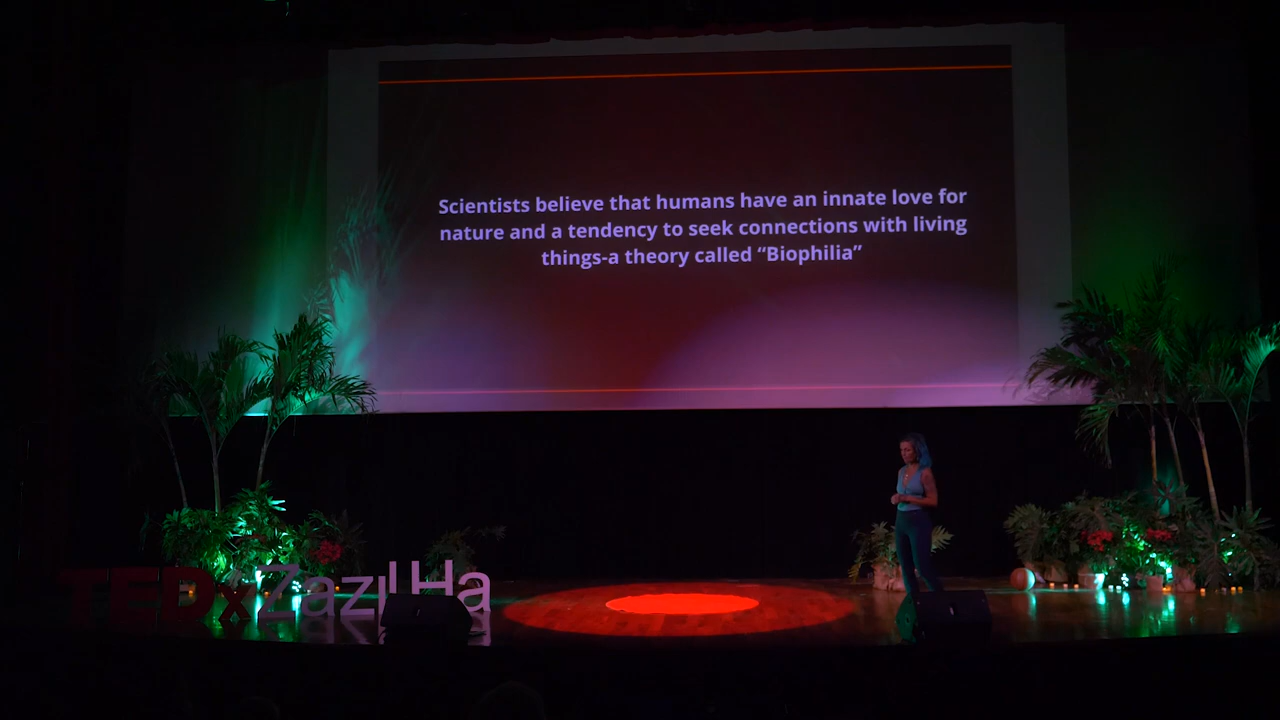 Scientists believe that humans have an innate love for
nature and a tendency to seek connections with living
things-a theory called “Biophilia”
TEDxZazil Ha